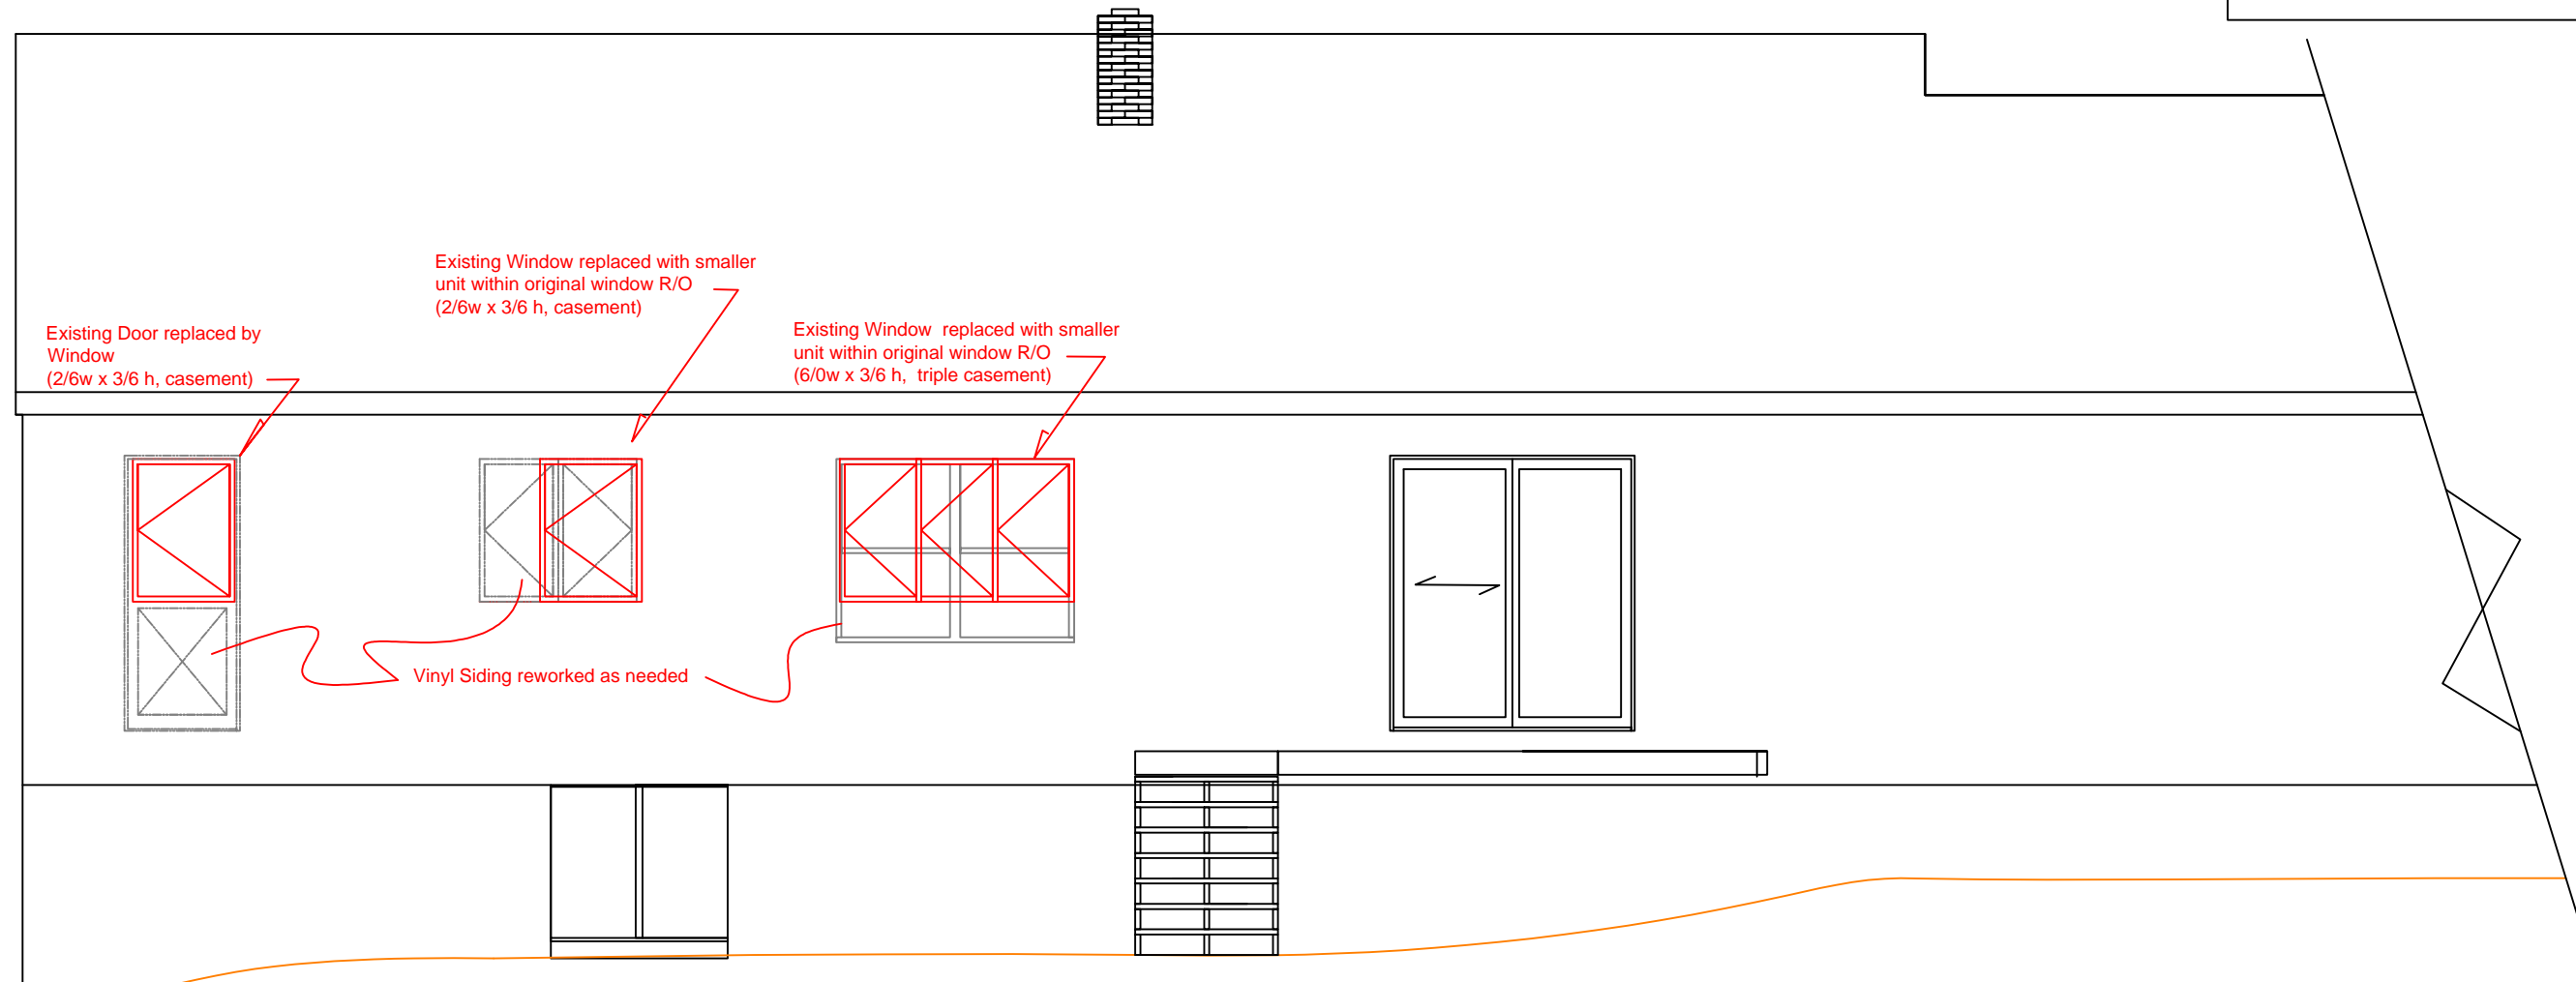 Existing Window replaced with smaller
unit within original window R/O
(2/6w x 3/6 h, casement)
Existing Door replaced by
Window
(2/6w x 3/6 h, casement)
Existing Window  replaced with smaller
unit within original window R/O
(6/0w x 3/6 h,  triple casement)
Vinyl Siding reworked as needed